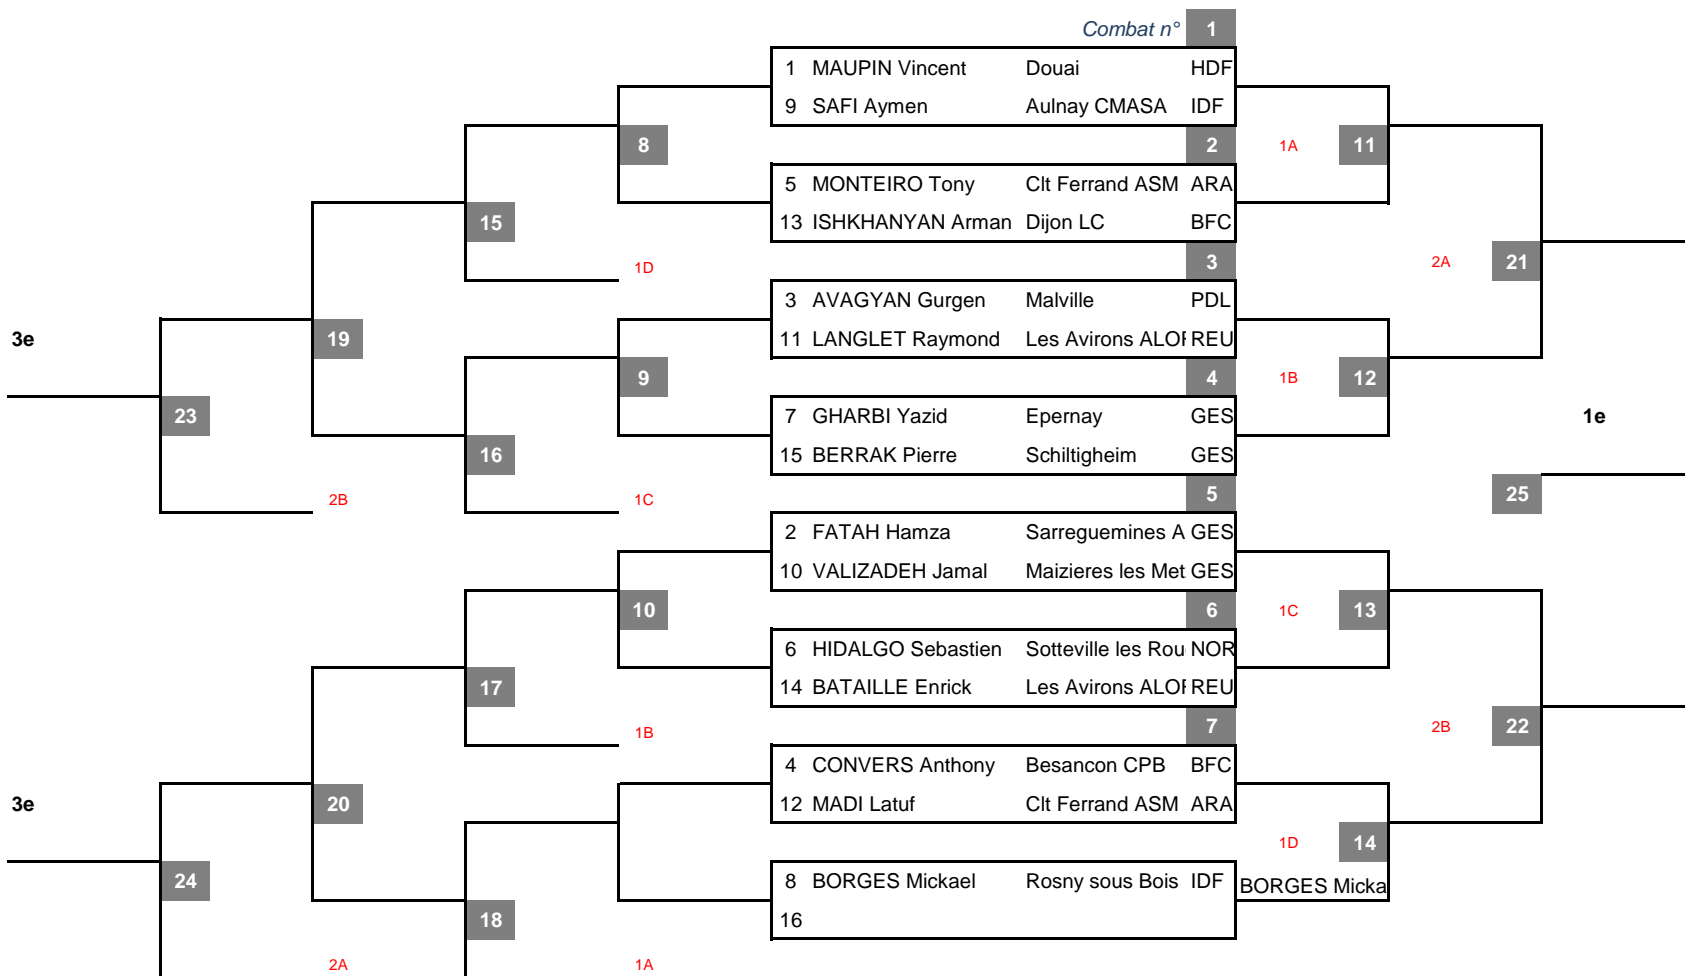 Combat n° 1
1 MAUPIN Vincent Douai HDF
9 SAFI Aymen Aulnay CMASA IDF
8 2 1A 11
5 MONTEIRO Tony Clt Ferrand ASM ARA
15 13 ISHKHANYAN Arman Dijon LC BFC
1D 3 2A 21
3 AVAGYAN Gurgen Malville PDL
3e 19 11 LANGLET Raymond Les Avirons ALOF REU
9 4 1B 12
23 7 GHARBI Yazid Epernay GES 1e
16 15 BERRAK Pierre Schiltigheim GES
2B 1C 5 25
2 FATAH Hamza Sarreguemines A GES
10 VALIZADEH Jamal Maizieres les Met GES
10 6 1C 13
6 HIDALGO Sebastien Sotteville les Rou NOR
17 14 BATAILLE Enrick Les Avirons ALOF REU
1B 7 2B 22
4 CONVERS Anthony Besancon CPB BFC
3e 20 12 MADI Latuf Clt Ferrand ASM ARA
1D 14
24 8 BORGES Mickael Rosny sous Bois IDF BORGES Micka
18 16
2A 1A